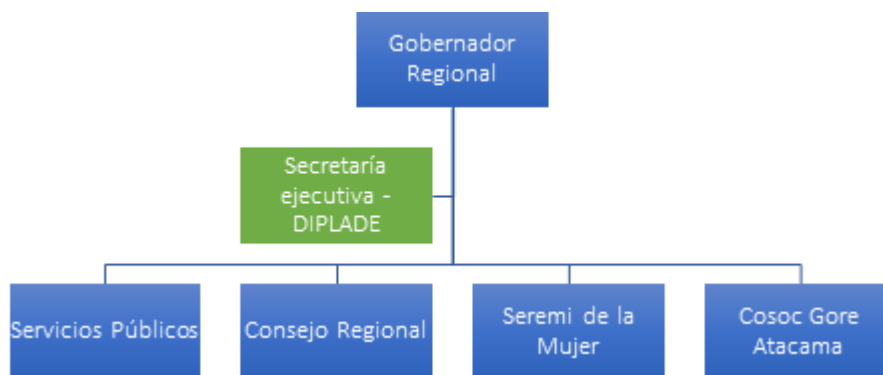 Gobernador
Regional
Secretaría
ejecutiva -
DIPLADE
Servicios Públicos
Consejo Regional
Seremi de la
Mujer
Cosoc Gore
Atacama